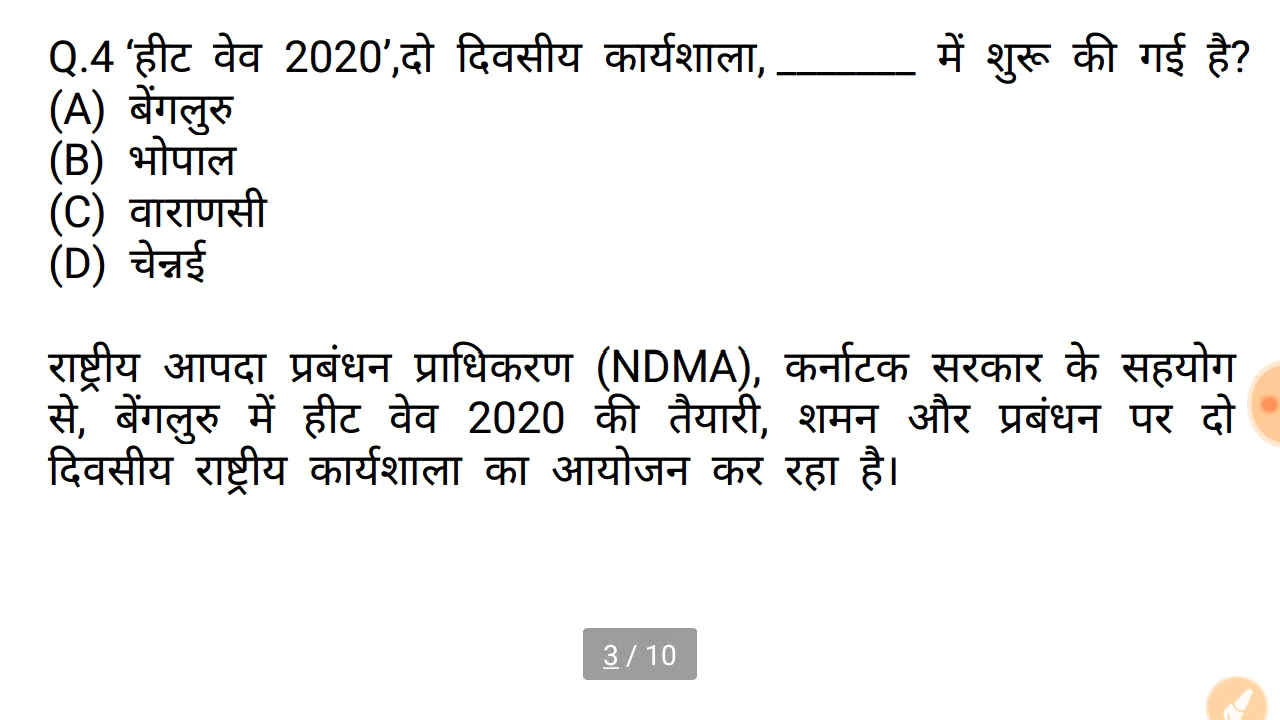 Q.4 ‘हीट वेव 2020’,दो दिवसीय कार्यशाला, _______ में शुरू की गई है?
(A) बेंगलुरु
(B) भोपाल
(C) वाराणसी
(D) चेन्नई
राष्ट्रीय आपदा प्रबंधन प्राधिकरण (NDMA), कर्नाटक सरकार के सहयोग
से, बेंगलुरु में हीट वेव 2020 की तैयारी, शमन और प्रबंधन पर दो
दिवसीय राष्ट्रीय कार्यशाला का आयोजन कर रहा है।
3 / 10